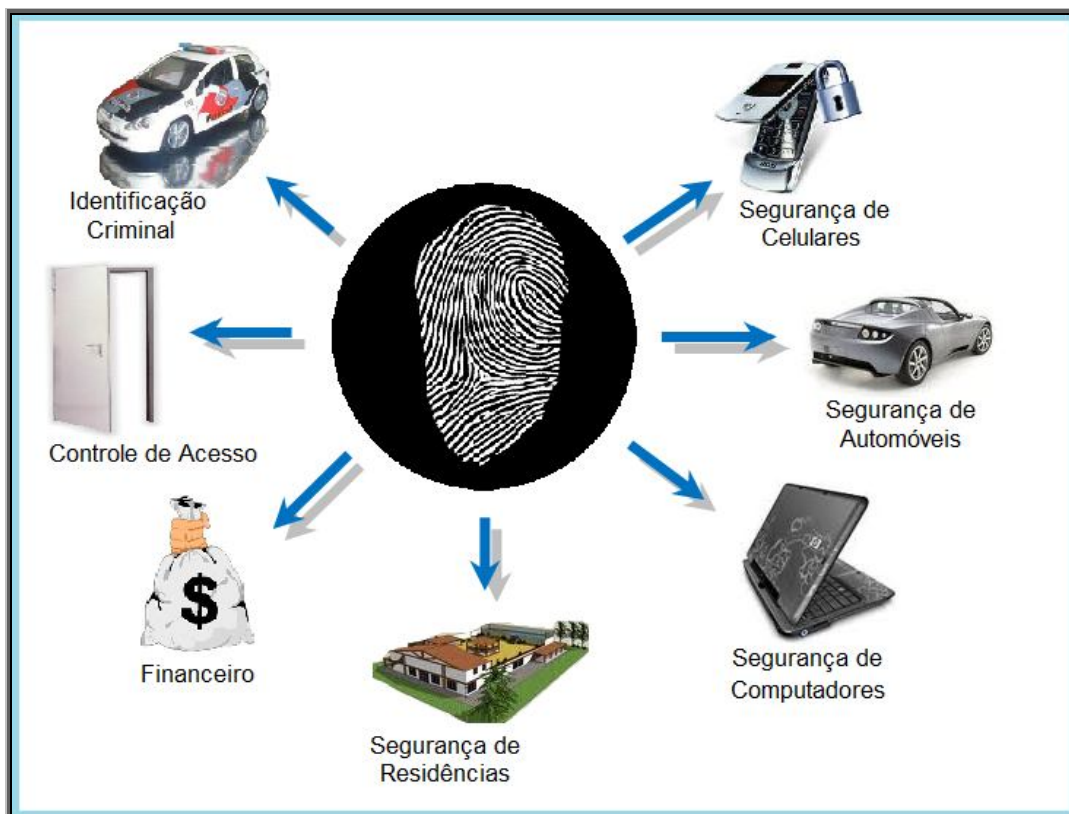 Identificação
Criminal
Segurança de
Celulares
Controle de Acesso
Segurança de
Automóveis
$
Financeiro
Segurança de
Computadores
Segurança de
Residências